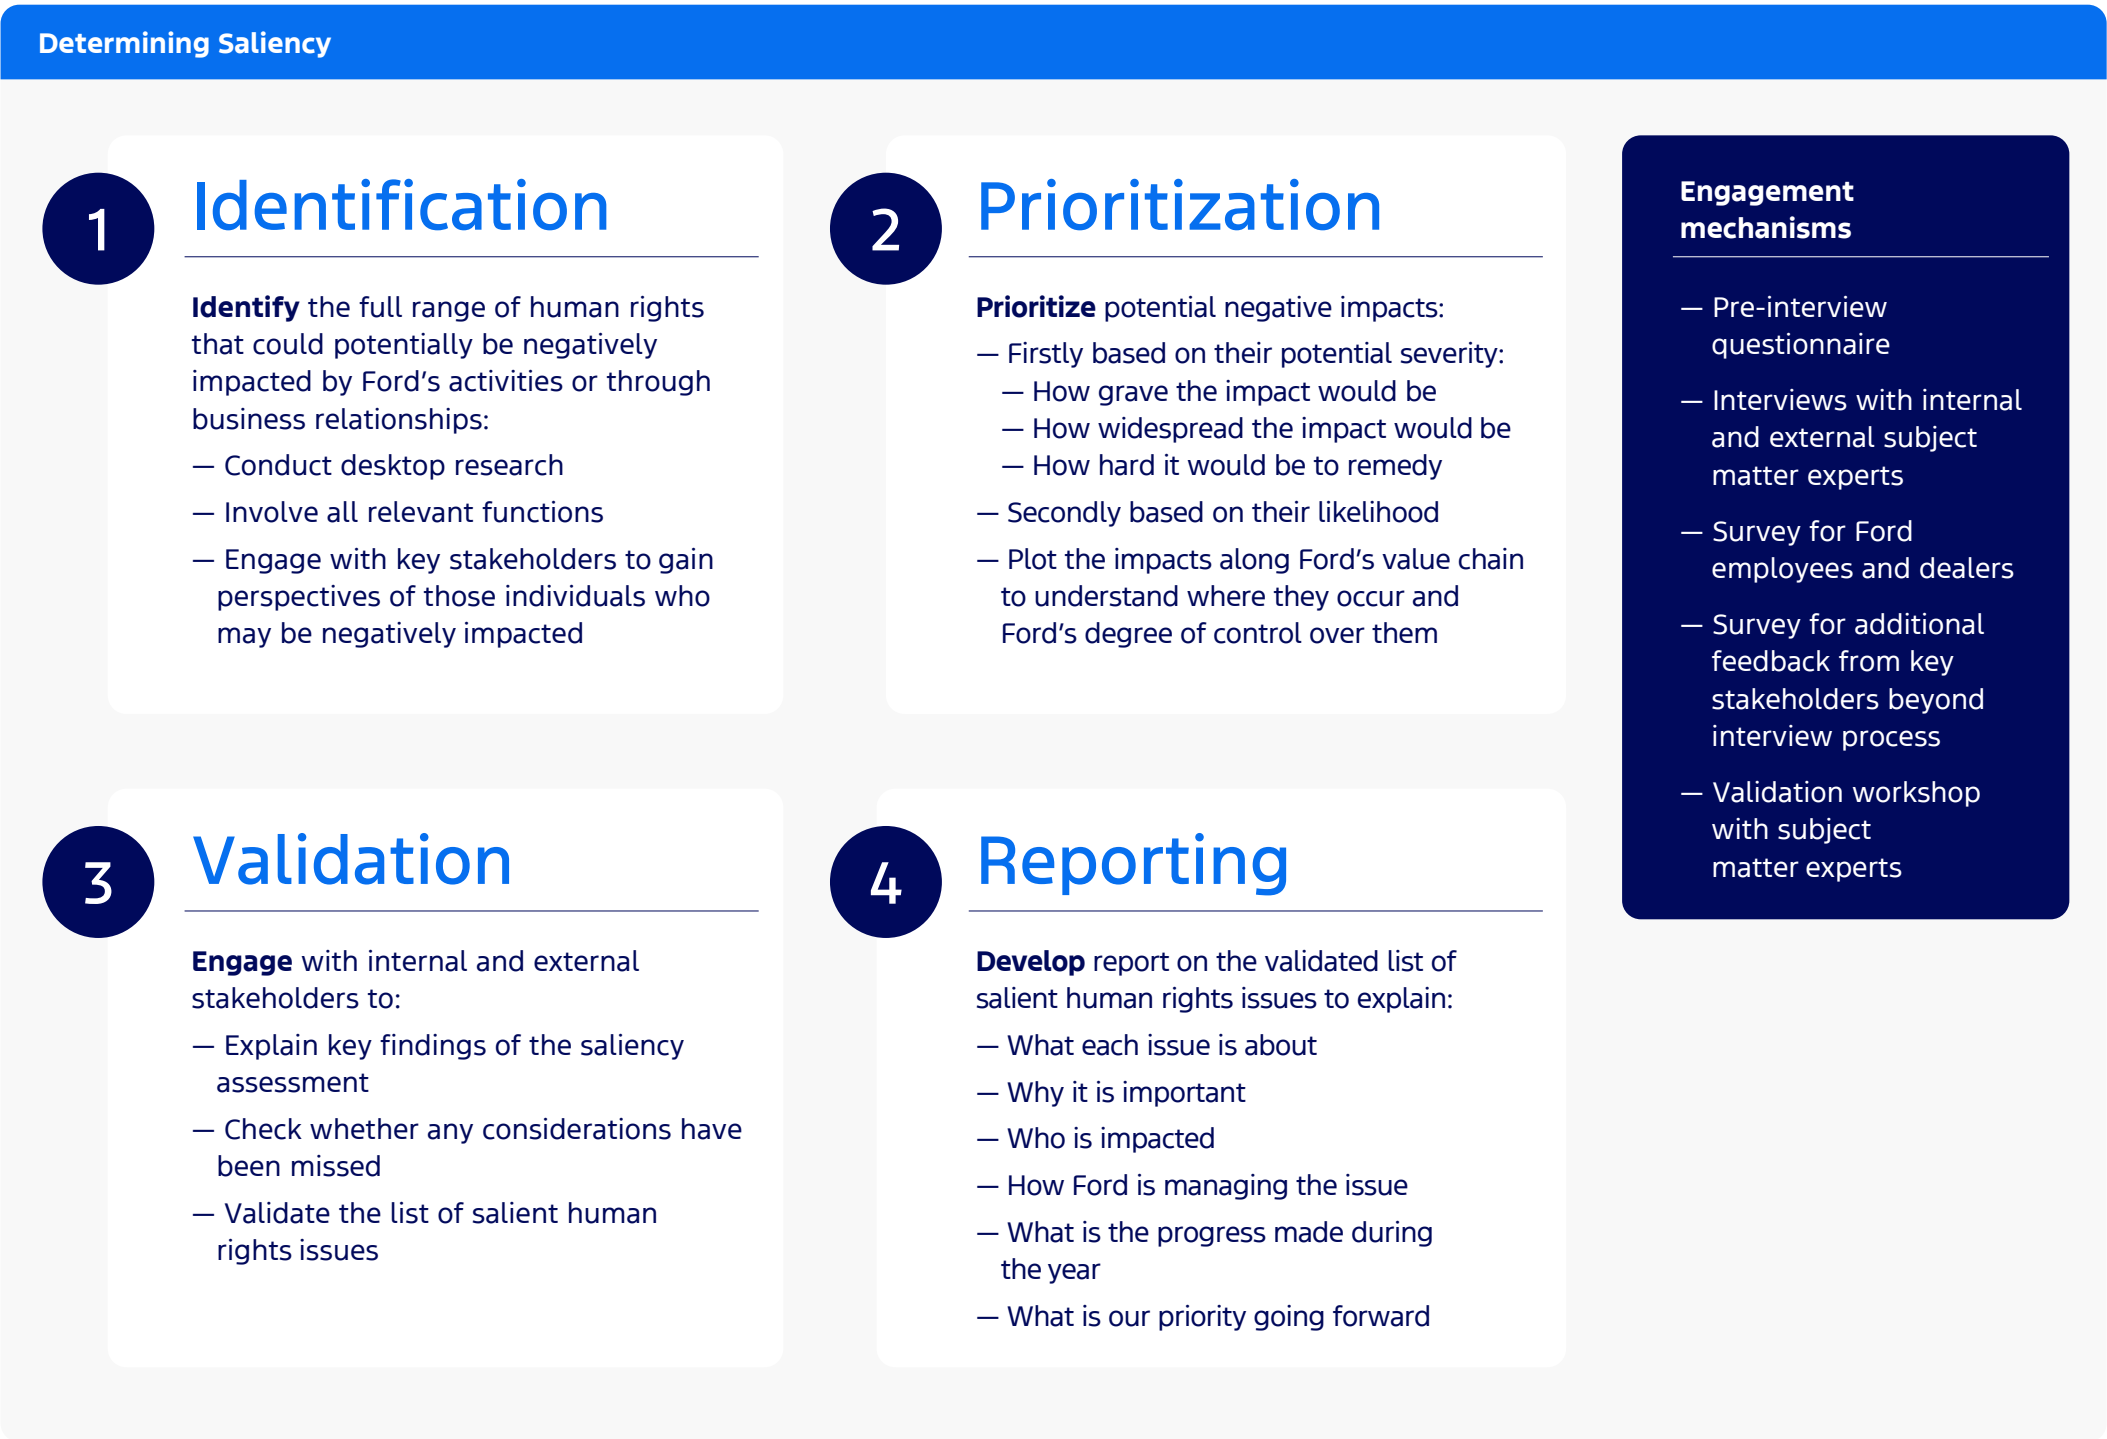 Determining Saliency
1
Identification
Identify the full range of human rights
that could potentially be negatively
impacted by Ford’s activities or through
business relationships:
— Conduct desktop research
— Involve all relevant functions
— Engage with key stakeholders to gain
perspectives of those individuals who
may be negatively impacted
2
Prioritization
Prioritize potential negative impacts:
— Firstly based on their potential severity:
— How grave the impact would be
— How widespread the impact would be
— How hard it would be to remedy
— Secondly based on their likelihood
— Plot the impacts along Ford’s value chain
to understand where they occur and
Ford’s degree of control over them
3
Validation
Engage with internal and external
stakeholders to:
— Explain key findings of the saliency
assessment
— Check whether any considerations have
been missed
— Validate the list of salient human
rights issues
4
Reporting
Develop report on the validated list of
salient human rights issues to explain:
— What each issue is about
— Why it is important
— Who is impacted
— How Ford is managing the issue
— What is the progress made during
the year
— What is our priority going forward
Engagement
mechanisms
— Pre-interview
questionnaire
— Interviews with internal
and external subject
matter experts
— Survey for Ford
employees and dealers
— Survey for additional
feedback from key
stakeholders beyond
interview process
— Validation workshop
with subject
matter experts